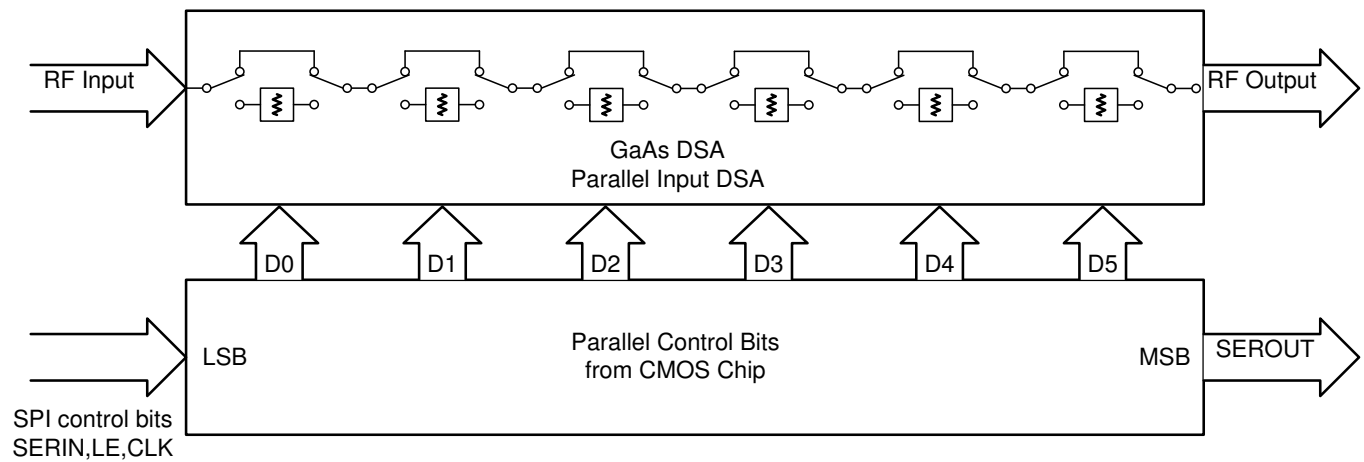 RF Input
RF Output
GaAs DSA
Parallel Input DSA
D0
D1
D2
D3
D4
D5
LSB
Parallel Control Bits
from CMOS Chip
MSB
SEROUT
SPI control bits
SERIN,LE,CLK